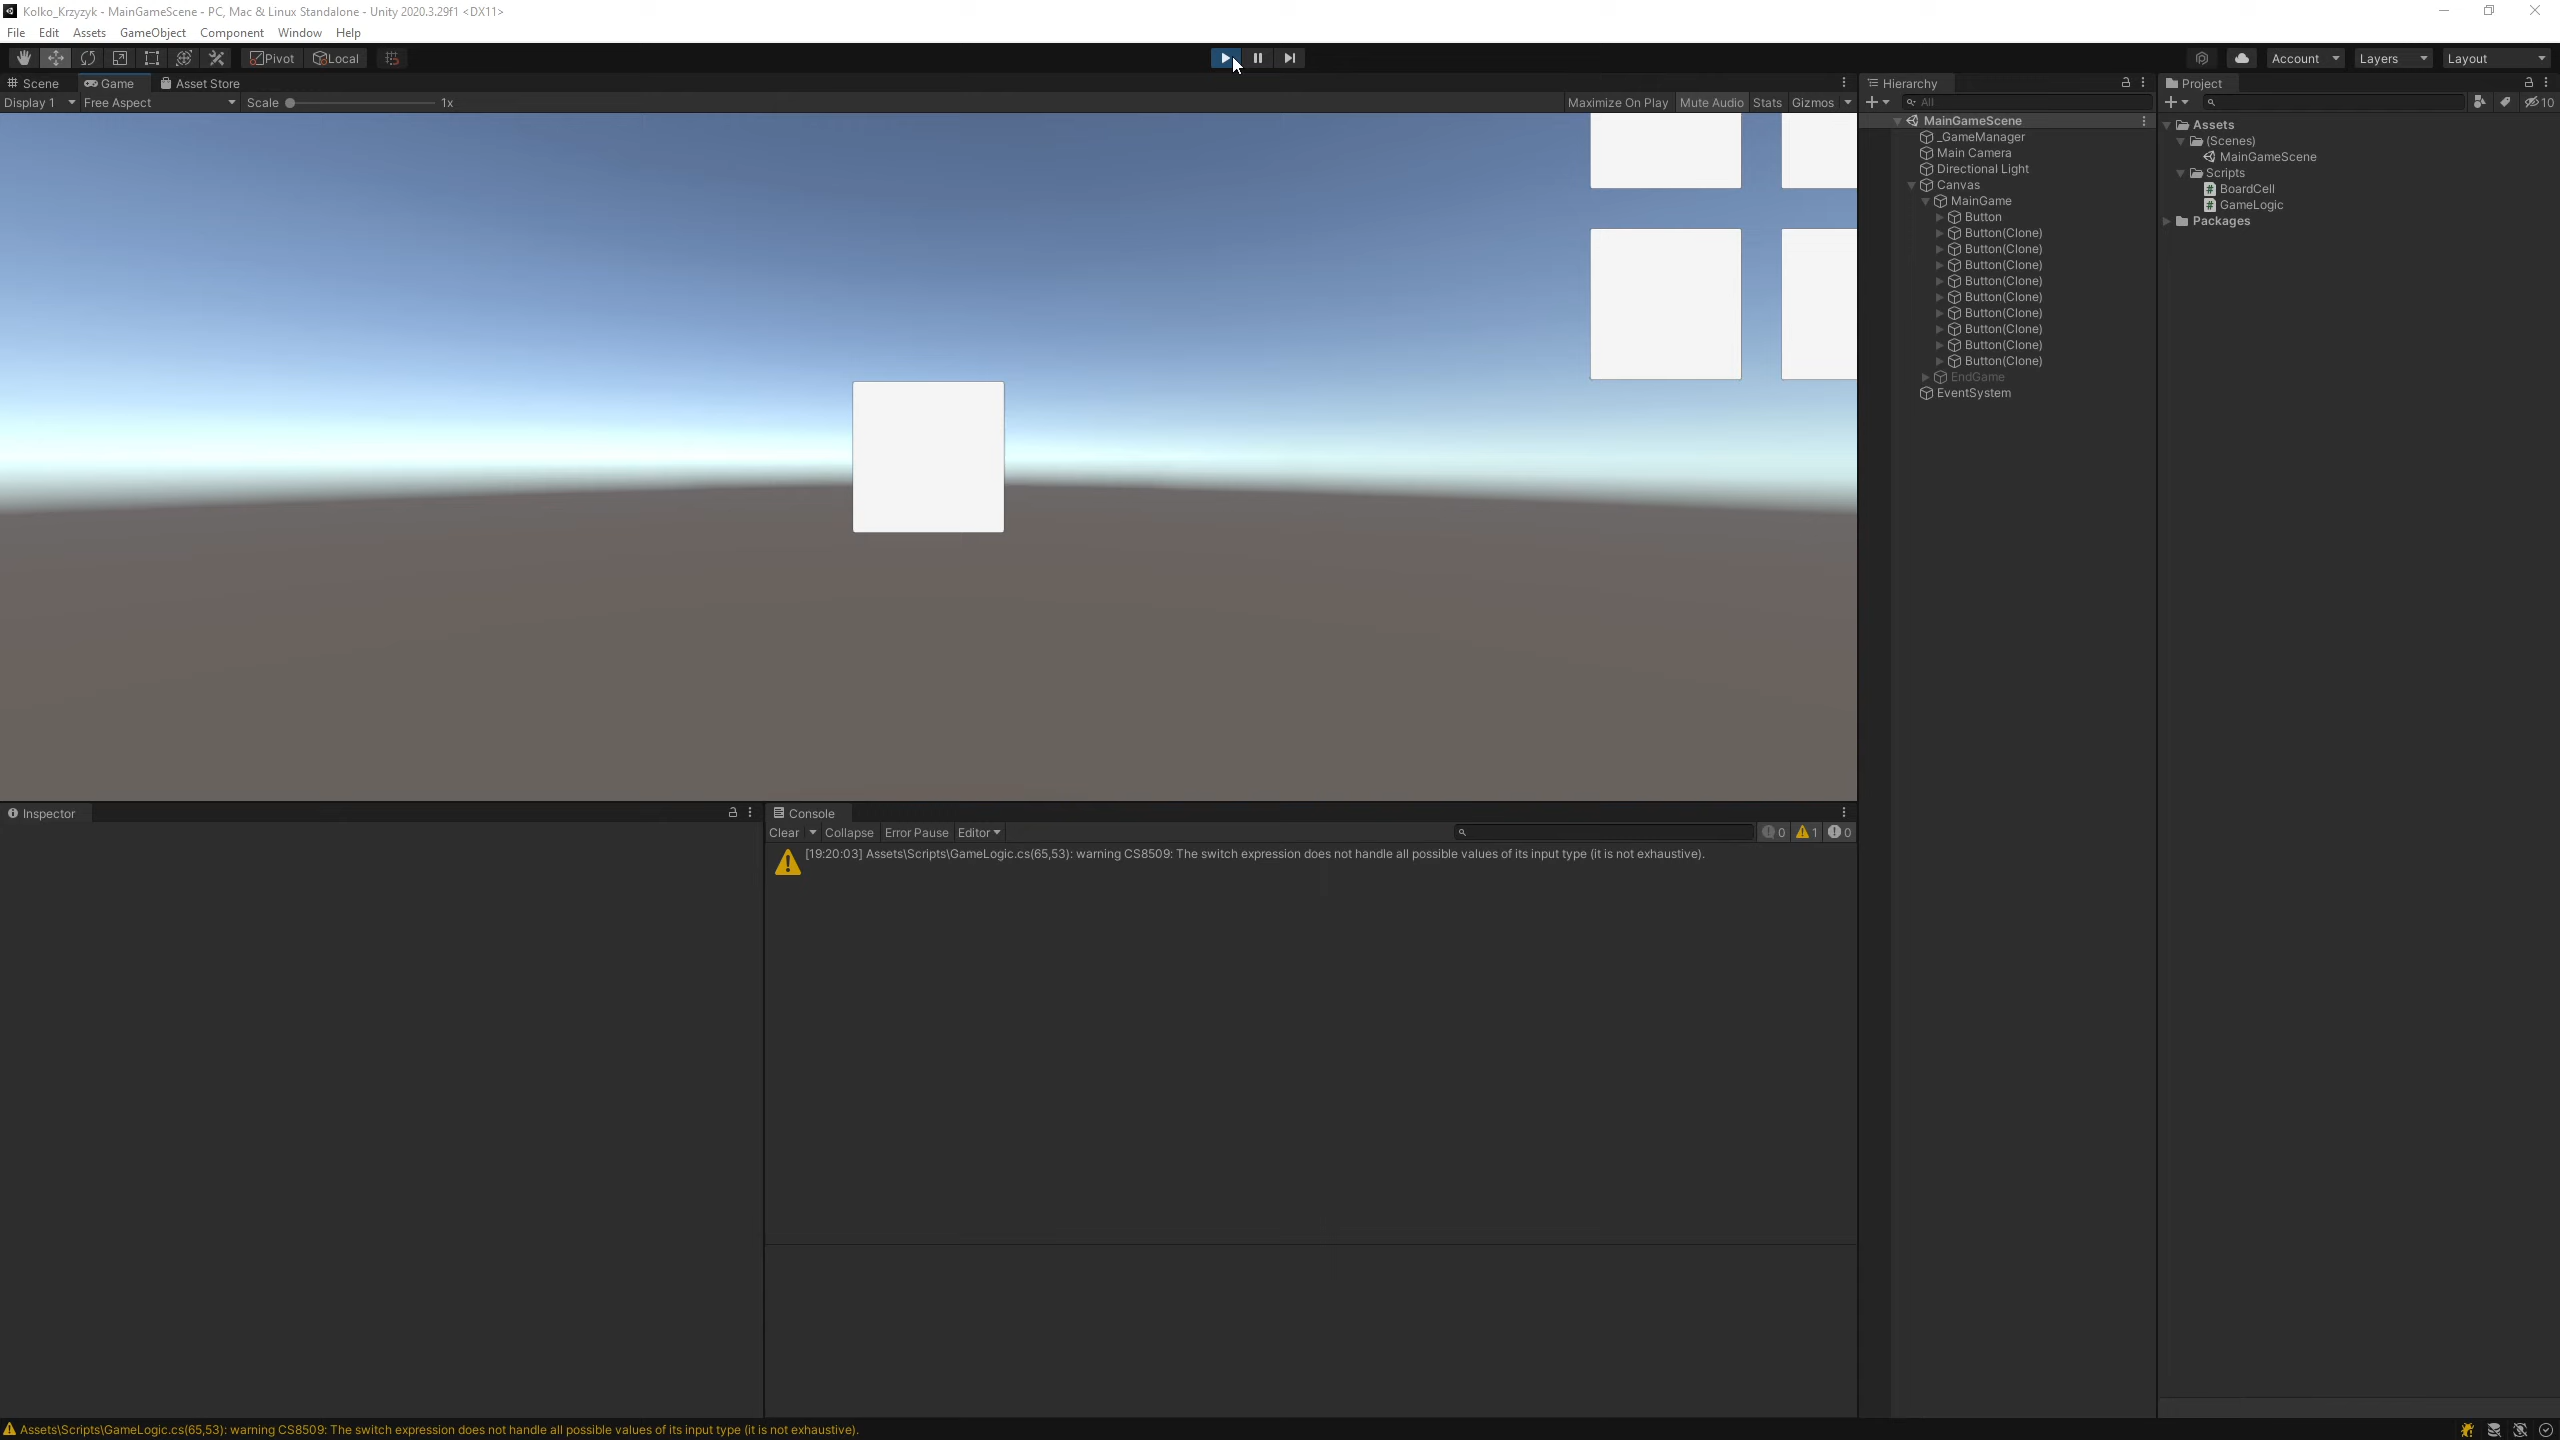 Kolko_Krzyzyk - MainGameScene - PC, Mac & Linux Standalone - Unity 2020.3.29f1 <DX11>
File Edit Assets GameObject Component Window Help
Pivot Local Account Layers Layout
Scene Game Asset Store
Display 1 Free Aspect Scale 1x Maximize On Play Mute Audio Stats Gizmos
Hierarchy
All
MainGameScene
_GameManager
Main Camera
Directional Light
Canvas
MainGame
Button
Button(Clone)
Button(Clone)
Button(Clone)
Button(Clone)
Button(Clone)
Button(Clone)
Button(Clone)
Button(Clone)
Button(Clone)
EndGame
EventSystem
Project
10
Assets
(Scenes)
MainGameScene
Scripts
BoardCell
GameLogic
Packages
Inspector
Console
Clear Collapse Error Pause Editor 0 1 0
[19:20:03] Assets\Scripts\GameLogic.cs(65,53): warning CS8509: The switch expression does not handle all possible values of its input type (it is not exhaustive).
Assets\Scripts\GameLogic.cs(65,53): warning CS8509: The switch expression does not handle all possible values of its input type (it is not exhaustive).